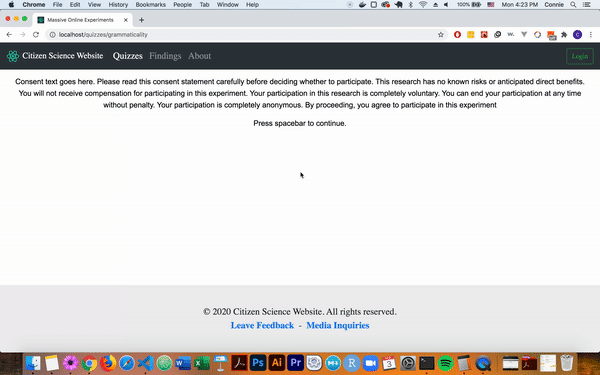 Chrome File Edit View History Bookmarks People Tab Window Help 100% Mon 4:23 PM Connie
Massive Online Experiments
localhost/quizzes/grammaticality
Citizen Science Website Quizzes Findings About Login
Consent text goes here. Please read this consent statement carefully before deciding whether to participate. This research has no known risks or anticipated direct benefits.
You will not receive compensation for participating in this experiment. Your participation in this research is completely voluntary. You can end your participation at any time
without penalty. Your participation is completely anonymous. By proceeding, you agree to participate in this experiment
Press spacebar to continue.
© 2020 Citizen Science Website. All rights reserved.
Leave Feedback - Media Inquiries
Ps Ai Pr R